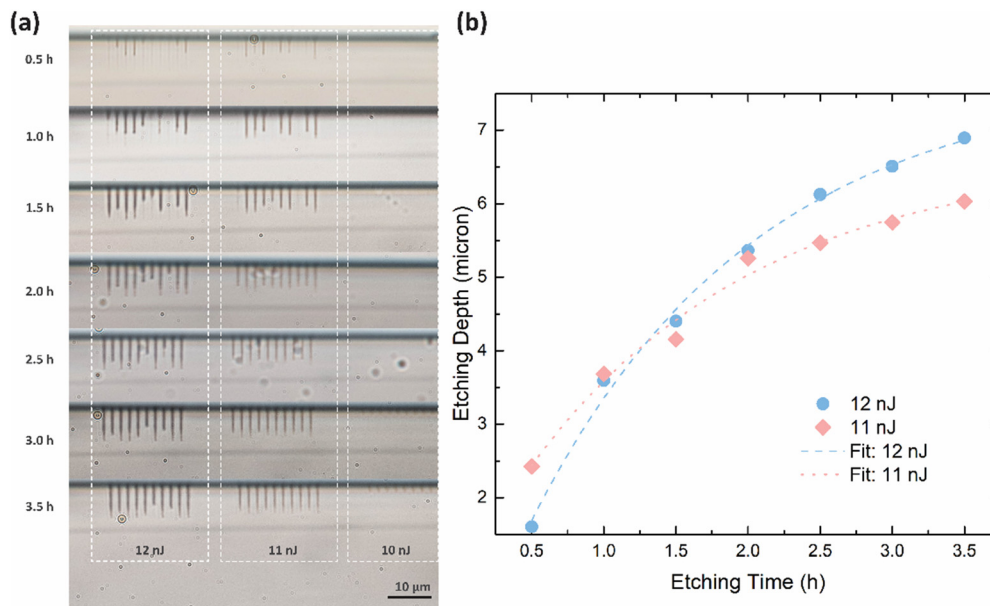 (a)
0.5 h
1.0 h
1.5 h
2.0 h
2.5 h
3.0 h
3.5 h
12 nJ
11 nJ
10 nJ
10 µm
(b)
Etching Depth (micron)
7
6
5
4
3
2
12 nJ
11 nJ
Fit: 12 nJ
Fit: 11 nJ
0.5 1.0 1.5 2.0 2.5 3.0 3.5
Etching Time (h)